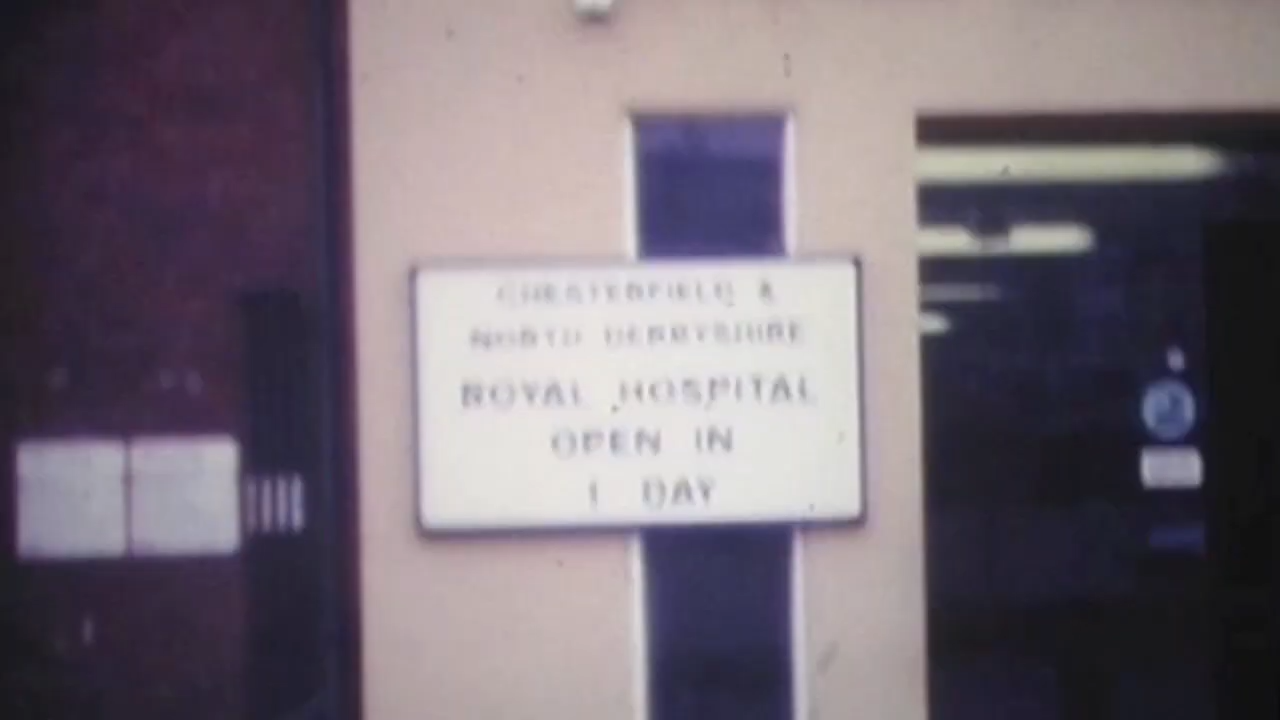 CHESTERFIELD &
NORTH DERBYSHIRE
ROYAL HOSPITAL
OPEN IN
1 DAY